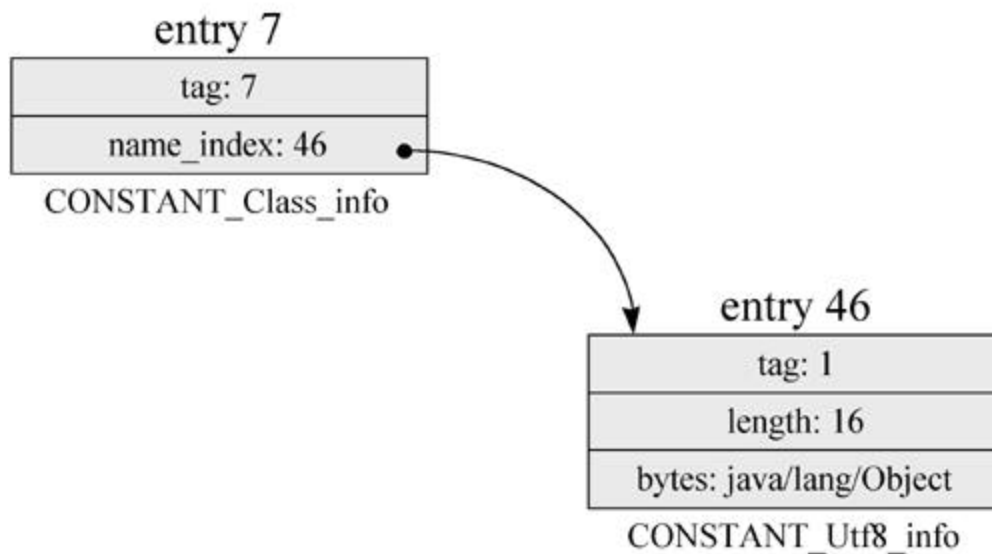 entry 7
tag: 7
name_index: 46
CONSTANT_Class_info
entry 46
tag: 1
length: 16
bytes: java/lang/Object
CONSTANT_Utf8_info